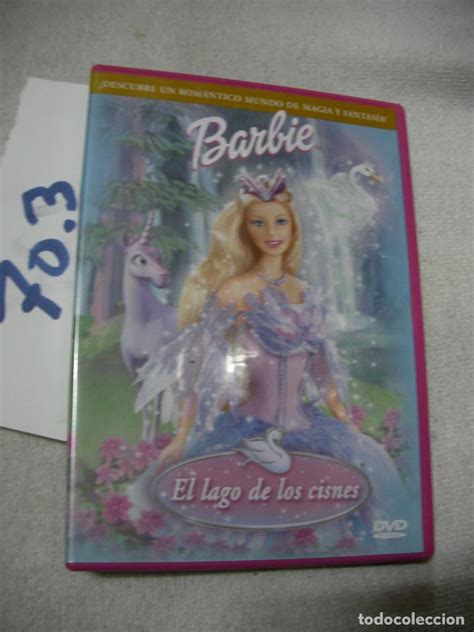 ¡DESCUBRE UN ROMÁNTICO MUNDO DE MAGIA Y FANTASÍA!
Barbie
70.3
El lago de los cisnes
DVD
todocoleccion